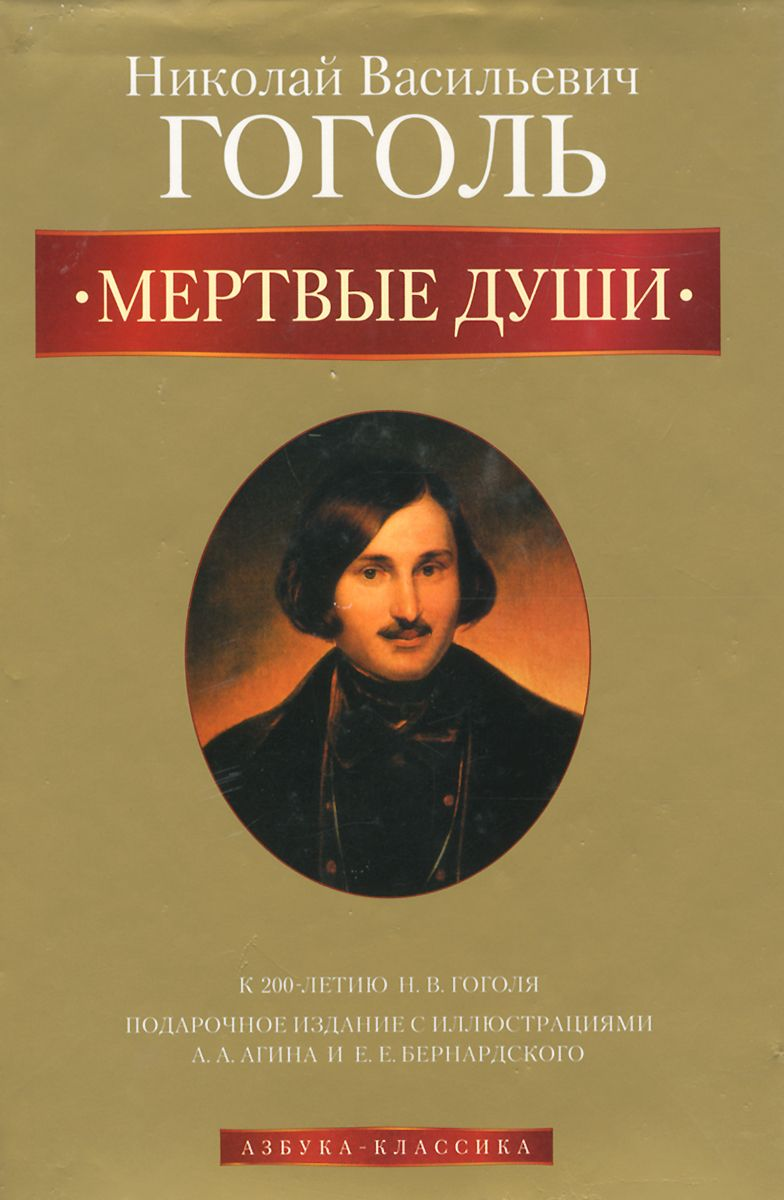 Николай Васильевич
ГОГОЛЬ
·МЕРТВЫЕ ДУШИ·
К 200-ЛЕТИЮ Н. В. ГОГОЛЯ
ПОДАРОЧНОЕ ИЗДАНИЕ С ИЛЛЮСТРАЦИЯМИ
А. А. АГИНА И Е. Е. БЕРНАРДСКОГО
АЗБУКА-КЛАССИКА